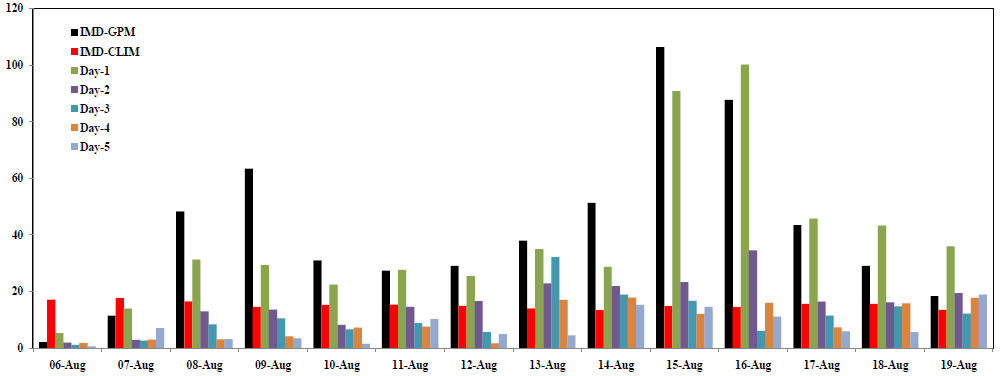 120
100
80
60
40
20
0
IMD-GPM
IMD-CLIM
Day-1
Day-2
Day-3
Day-4
Day-5
06-Aug 07-Aug 08-Aug 09-Aug 10-Aug 11-Aug 12-Aug 13-Aug 14-Aug 15-Aug 16-Aug 17-Aug 18-Aug 19-Aug